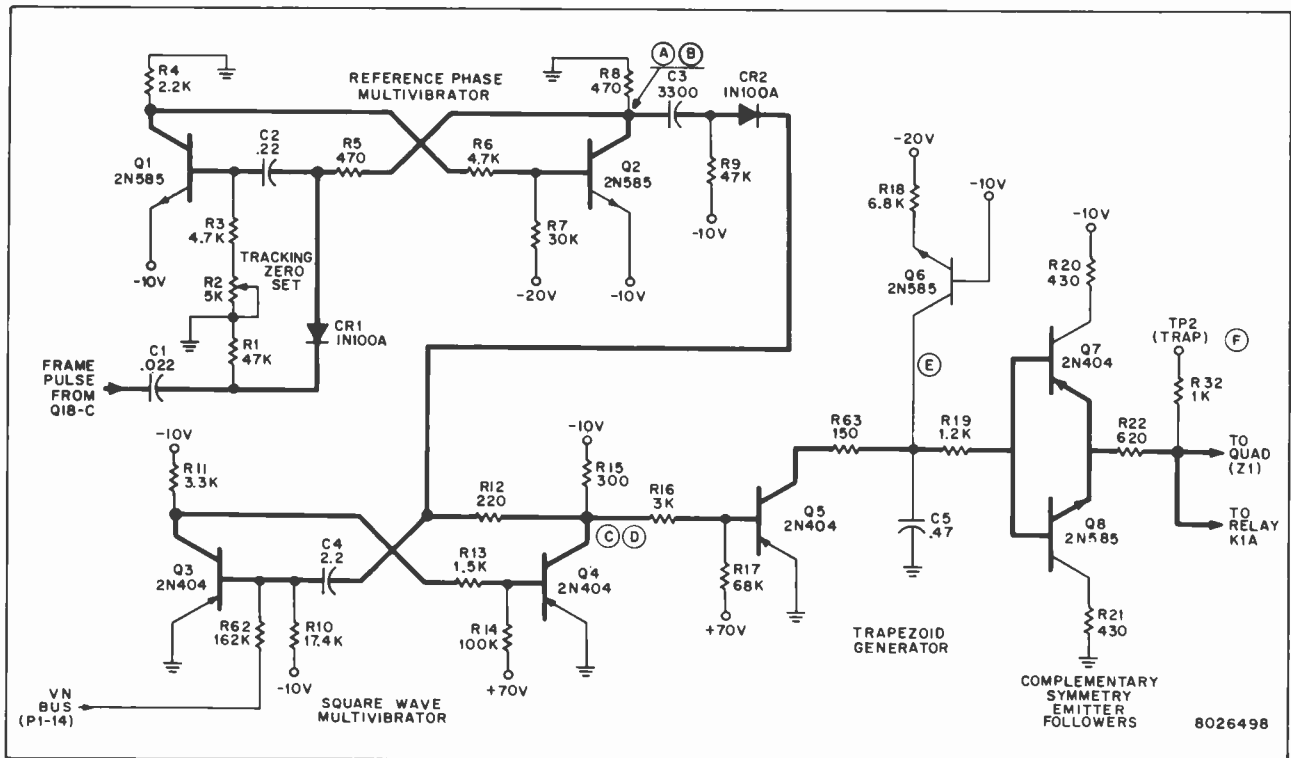 R4
2.2K
REFERENCE PHASE
MULTIVIBRATOR
R8
470
A B
C3
3300
CR2
1N100A
Q1
2N585
C2
.22
R5
470
R6
4.7K
Q2
2N585
R9
47K
-10V
R3
4.7K
TRACKING
ZERO
SET
R2
5K
R1
47K
CR1
1N100A
R7
30K
-10V
-20V
-10V
FRAME
PULSE
FROM
Q18-C
C1
.022
-20V
R18
6.8K
-10V
Q6
2N585
E
-10V
R20
430
Q7
2N404
TP2
(TRAP)
F
R32
1K
-10V
R11
3.3K
R12
220
-10V
R15
300
R16
3K
C D
R63
150
R19
1.2K
R22
620
TO
QUAD
(Z1)
TO
RELAY
K1A
Q3
2N404
C4
2.2
R13
1.5K
Q4
2N404
Q5
2N404
C5
.47
Q8
2N585
R62
162K
R10
17.4K
R14
100K
R17
68K
+70V
R21
430
-10V
+70V
VN
BUS
(P1-14)
SQUARE WAVE
MULTIVIBRATOR
TRAPEZOID
GENERATOR
COMPLEMENTARY
SYMMETRY
EMITTER
FOLLOWERS
8026498